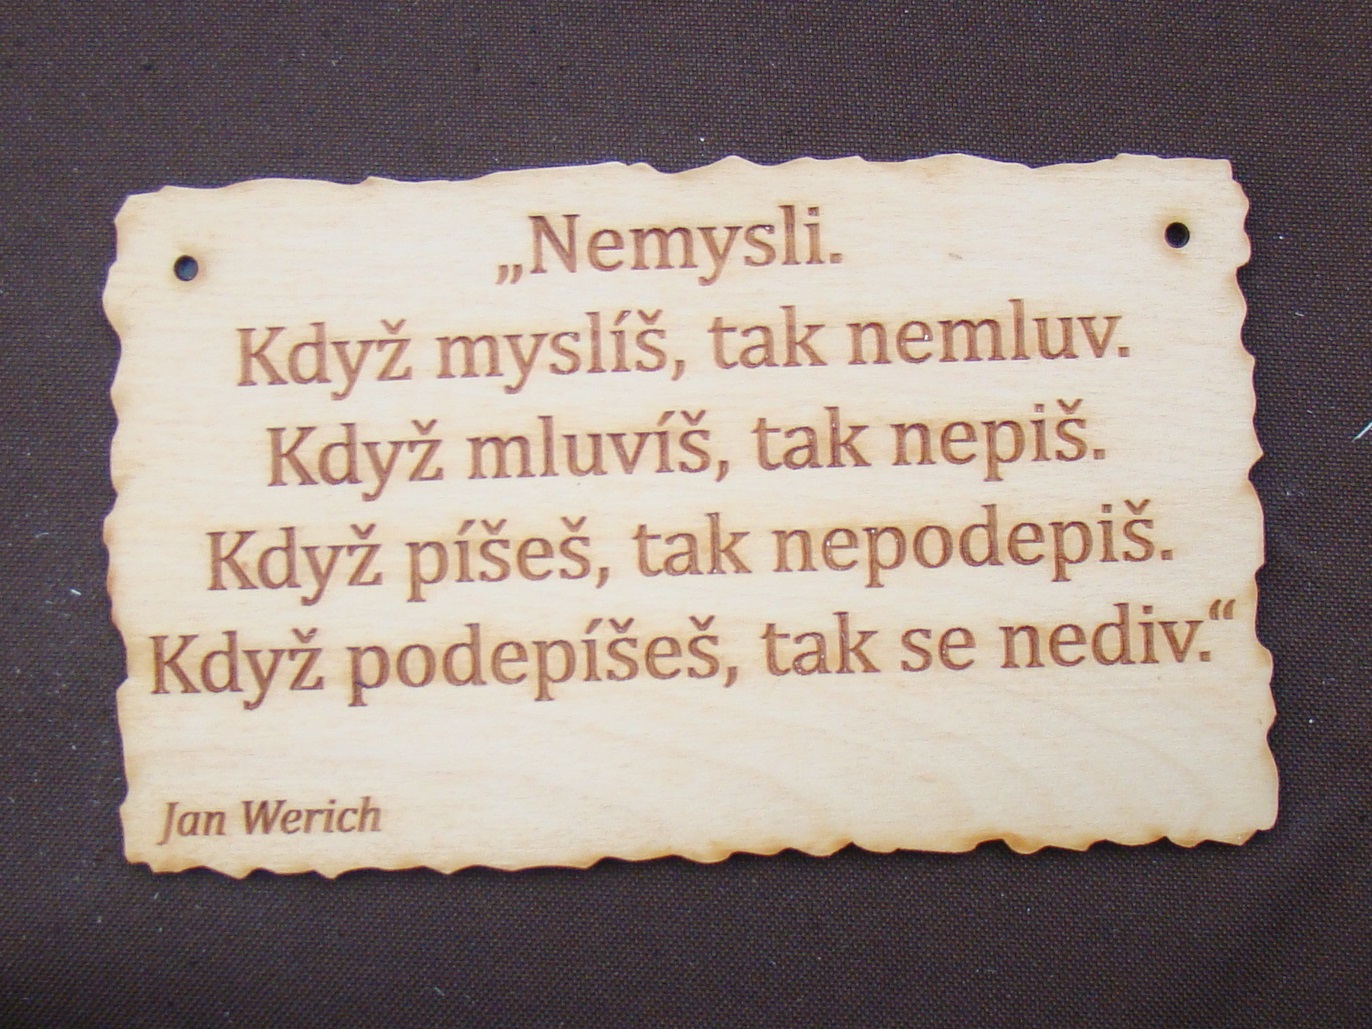 „Nemysli.
Když myslíš, tak nemluv.
Když mluvíš, tak nepiš.
Když píšeš, tak nepodepiš.
Když podepíšeš, tak se nediv.“
Jan Werich